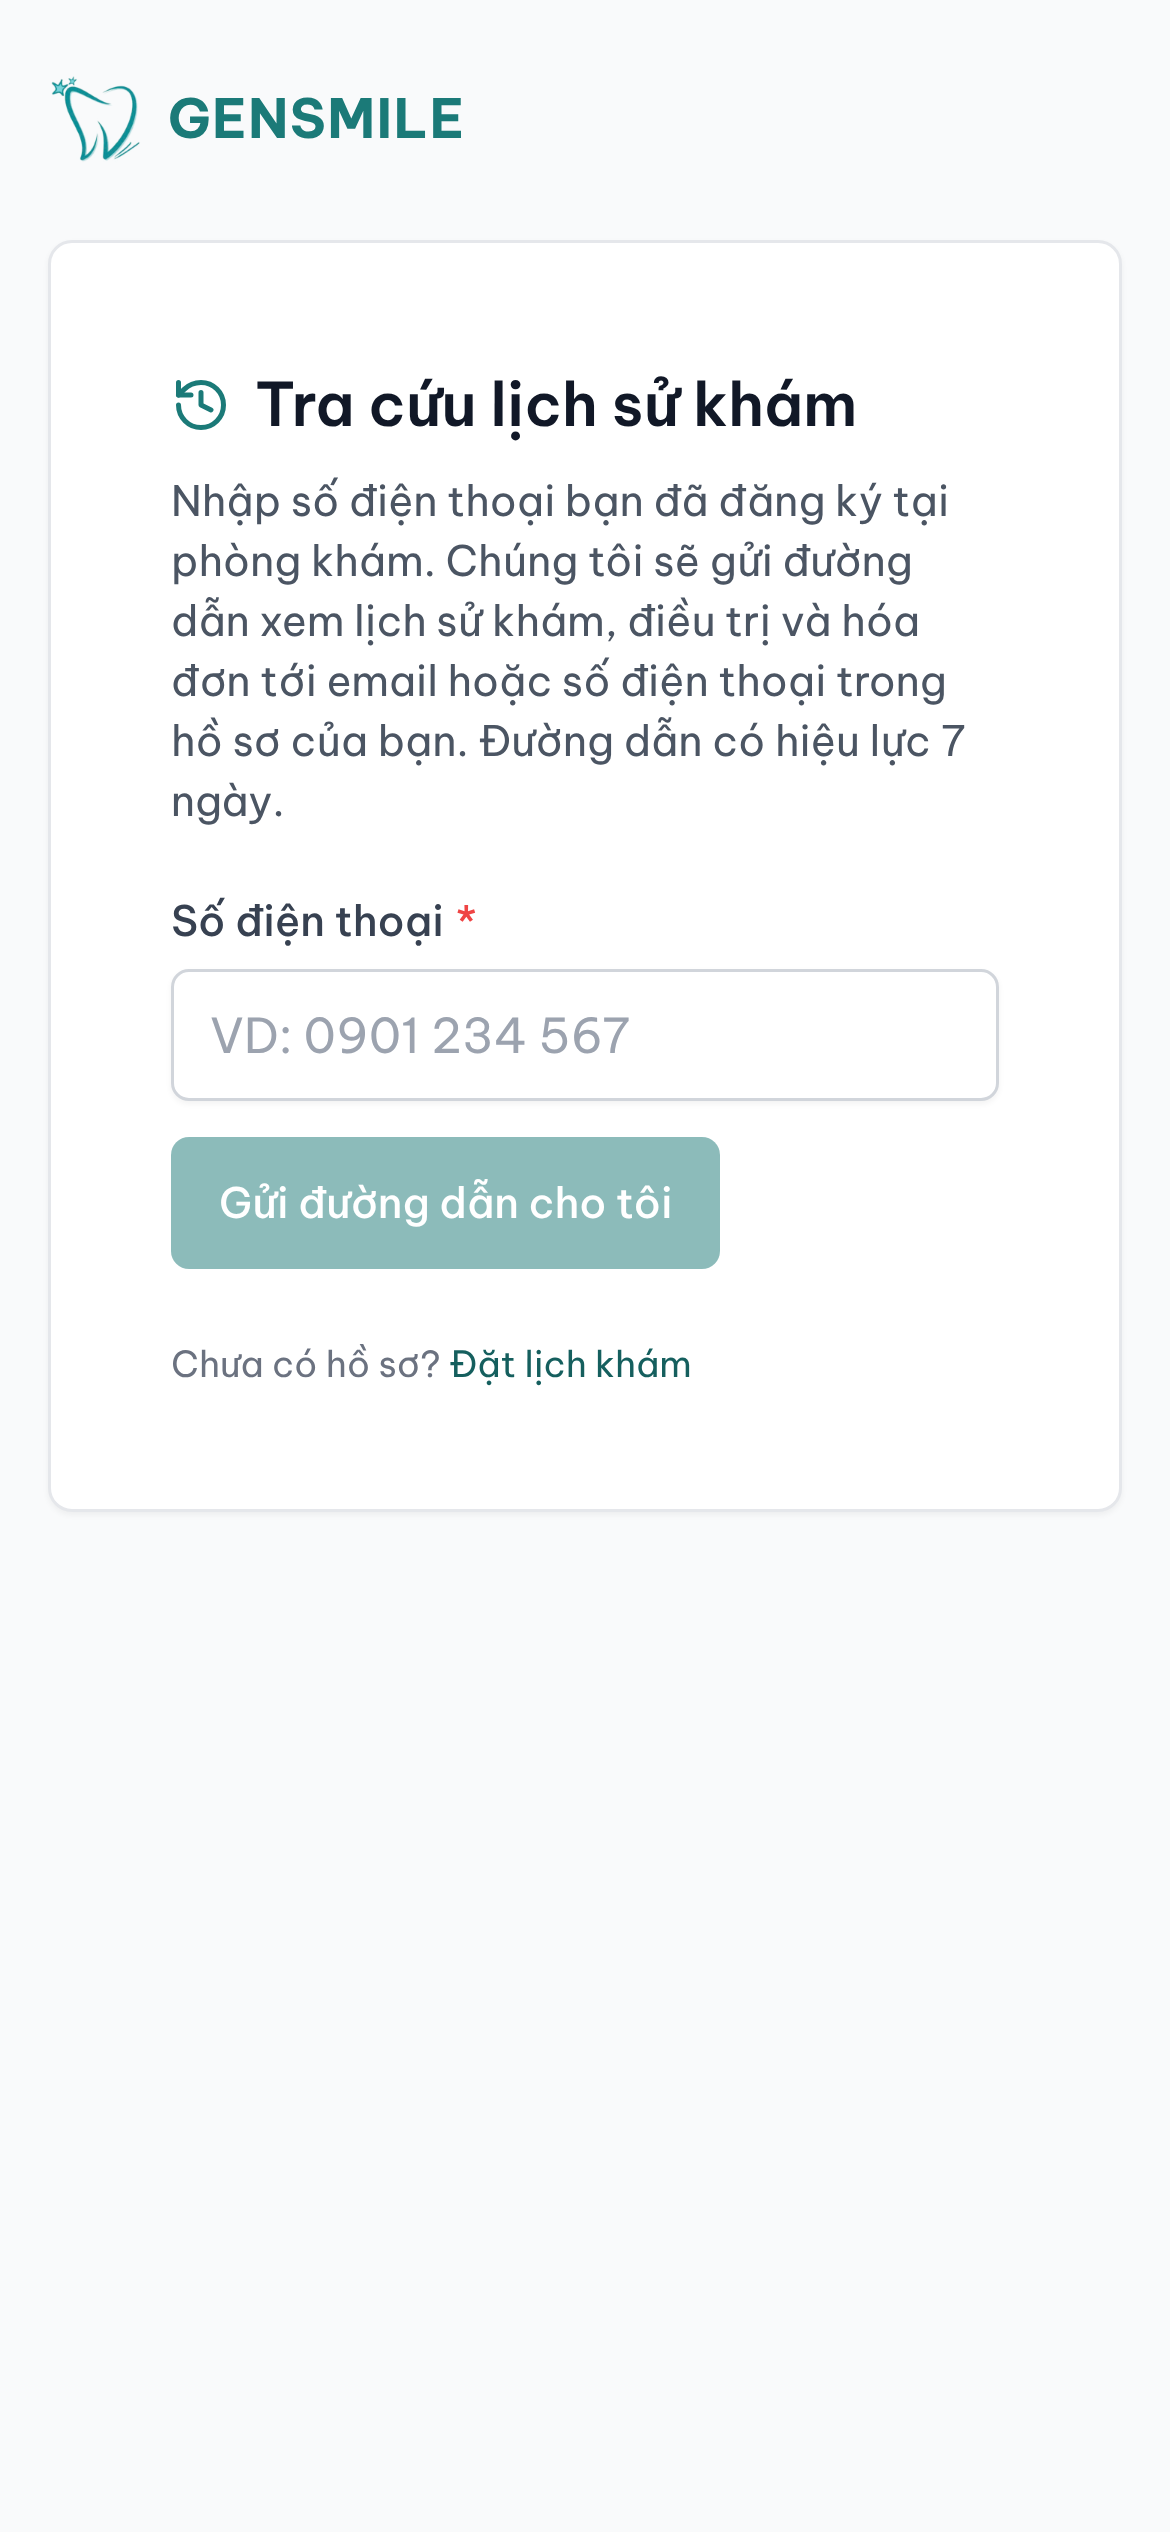 GENSMILE
Tra cứu lịch sử khám
Nhập số điện thoại bạn đã đăng ký tại
phòng khám. Chúng tôi sẽ gửi đường
dẫn xem lịch sử khám, điều trị và hóa
đơn tới email hoặc số điện thoại trong
hồ sơ của bạn. Đường dẫn có hiệu lực 7
ngày.
Số điện thoại *
VD: 0901 234 567
Gửi đường dẫn cho tôi
Chưa có hồ sơ? Đặt lịch khám